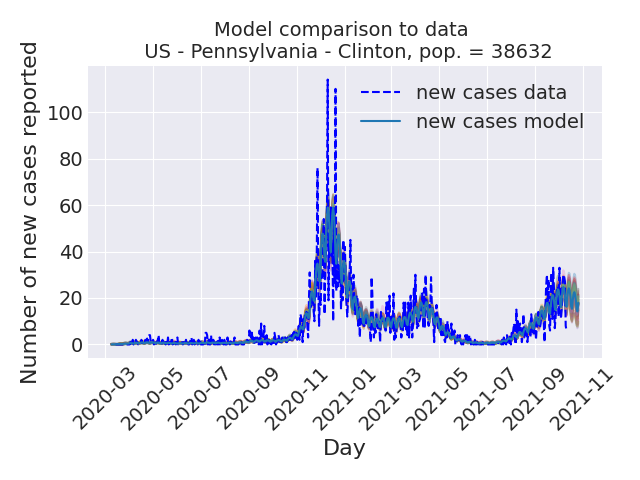 Model comparison to data
US - Pennsylvania - Clinton, pop. = 38632
Number of new cases reported
100
80
60
40
20
0
new cases data
new cases model
2020-03
2020-05
2020-07
2020-09
2020-11
2021-01
2021-03
2021-05
2021-07
2021-09
2021-11
Day